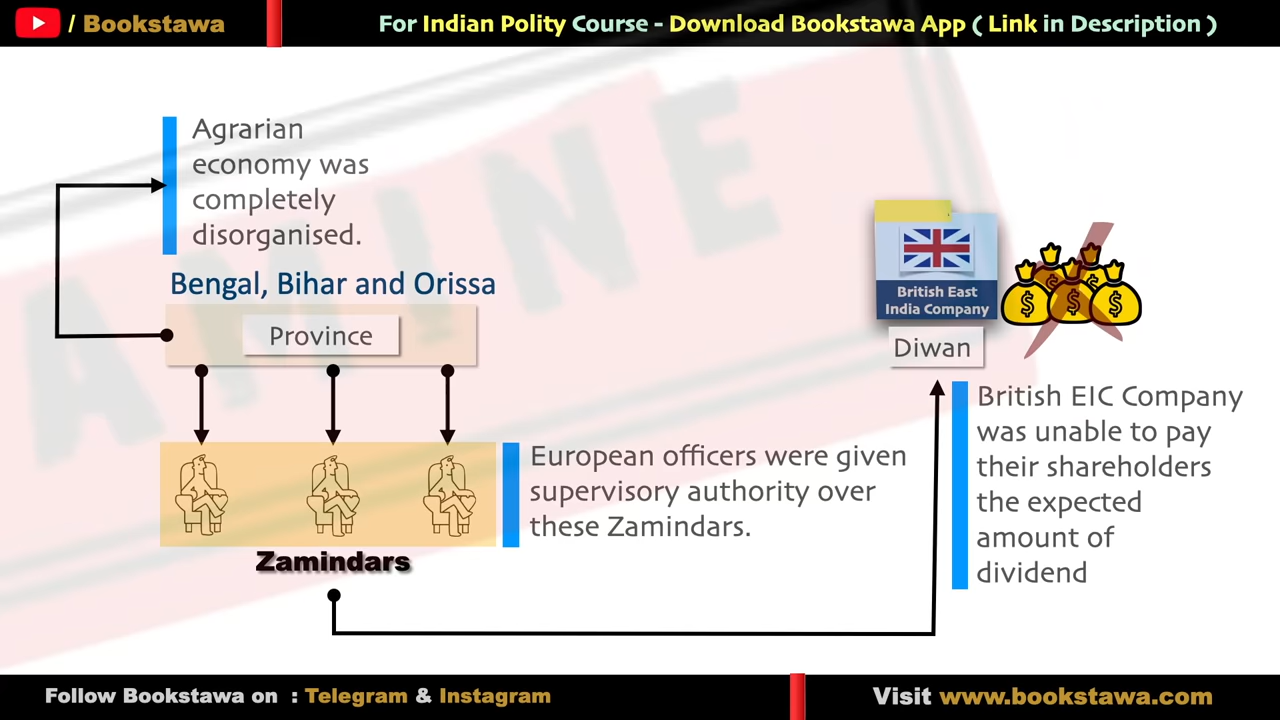 / Bookstawa
For Indian Polity Course - Download Bookstawa App ( Link in Description )
Agrarian
economy was
completely
disorganised.
Bengal, Bihar and Orissa
Province
British East
India Company
Diwan
British EIC Company
was unable to pay
their shareholders
the expected
amount of
dividend
European officers were given
supervisory authority over
these Zamindars.
Zamindars
Follow Bookstawa on : Telegram & Instagram
Visit www.bookstawa.com